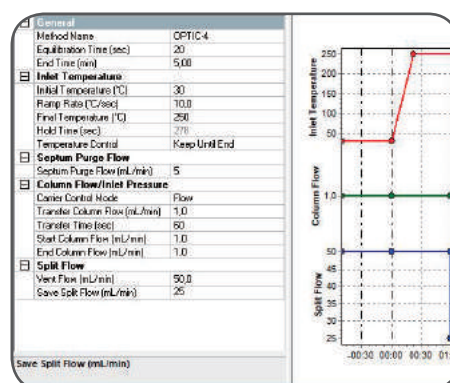 General
Method Name OPTIC-4
Equilibration Time (sec) 20
End Time (min) 5,00
Inlet Temperature
Initial Temperature (°C) 30
Ramp Rate (°C/sec) 10,0
Final Temperature (°C) 250
Hold Time (sec) 278
Temperature Control Keep Until End
Septum Purge Flow
Septum Purge Flow (mL/min) 5
Column Flow/Inlet Pressure
Carrier Control Mode Flow
Transfer Column Flow (mL/min) 1,0
Transfer Time (sec) 60
Start Column Flow (mL/min) 1.0
End Column Flow (mL/min) 1.0
Split Flow
Vent Flow (mL/min) 50,0
Save Split Flow (mL/min) 25
Save Split Flow (mL/min)
Inlet Temperature
250
200
150
100
50
Column Flow
1,0
Split Flow
50
45
40
35
30
25
-00:30 00:00 00:30 01: